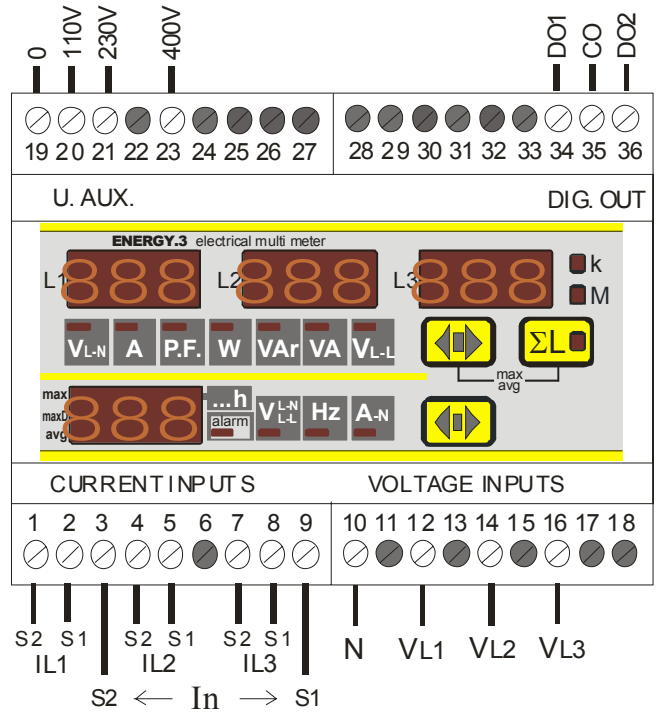 0 110V 230V 400V DO1 CO DO2
19 20 21 22 23 24 25 26 27 28 29 30 31 32 33 34 35 36
U. AUX. DIG. OUT
ENERGY.3 electrical multi meter
L1 888 L2 888 L3 888 k
M
VL-N A P.F. W VAr VA VL-L ΣL
max
avg
max
maxD
avg
888 ...h
alarm
V L-N L-L Hz A-N
CURRENT INPUTS VOLTAGE INPUTS
1 2 3 4 5 6 7 8 9 10 11 12 13 14 15 16 17 18
S2 S1 S2 S1 S2 S1
IL1 IL2 IL3
N VL1 VL2 VL3
S2 ← In → S1